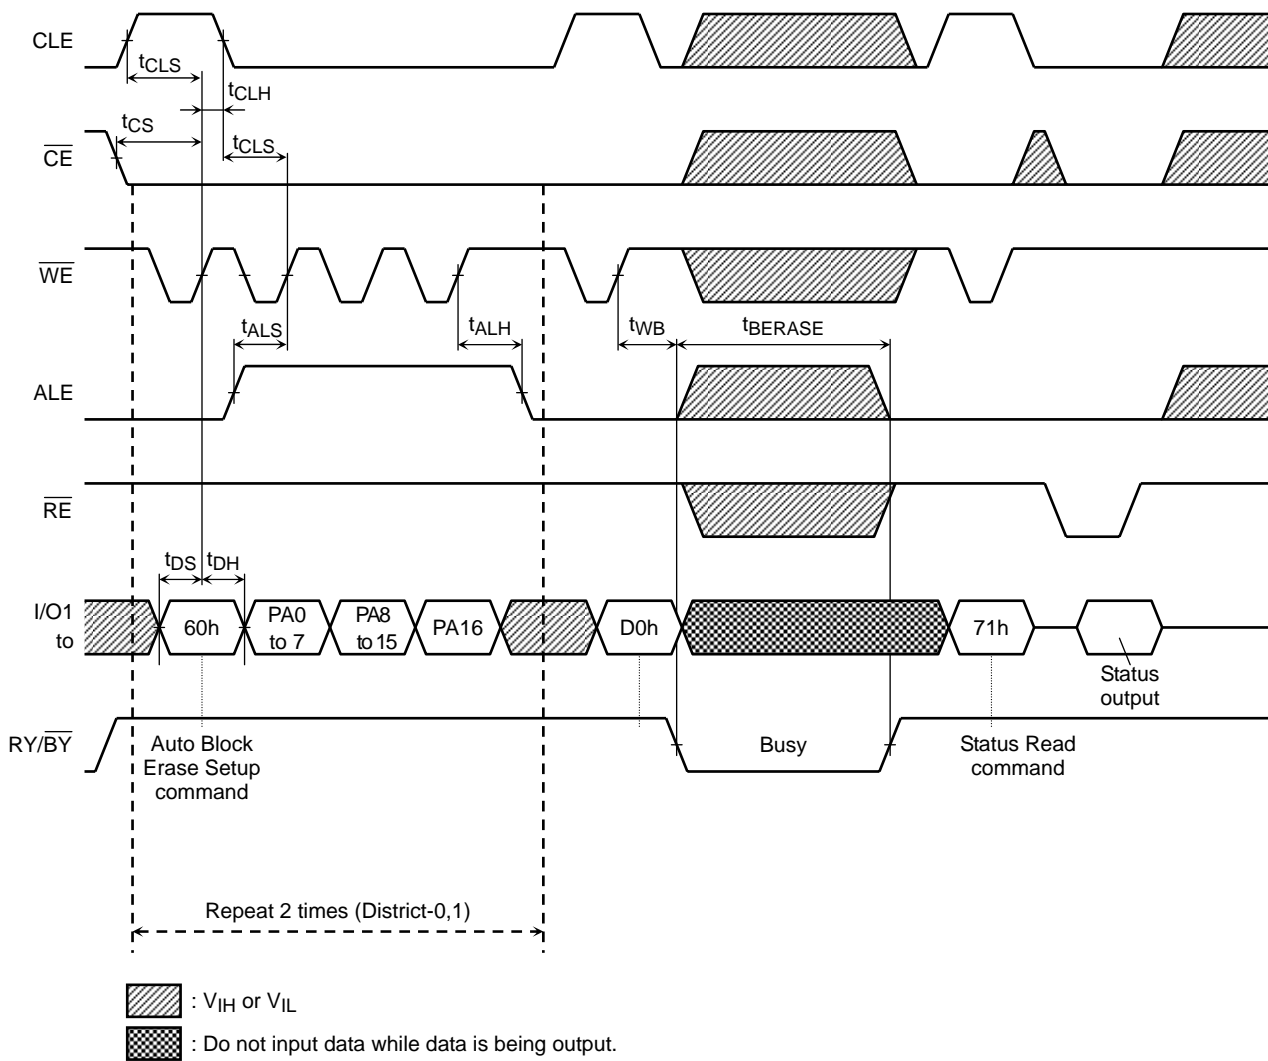 CLE
tCLS
tCLH
tCS
tCLS
CE
WE
tALS
tALH
tWB
tBERASE
ALE
RE
tDS
tDH
I/O1
to
60h
PA0
to 7
PA8
to 15
PA16
D0h
71h
Status
output
RY/BY
Auto Block
Erase Setup
command
Busy
Status Read
command
Repeat 2 times (District-0,1)
: VIH or VIL
: Do not input data while data is being output.